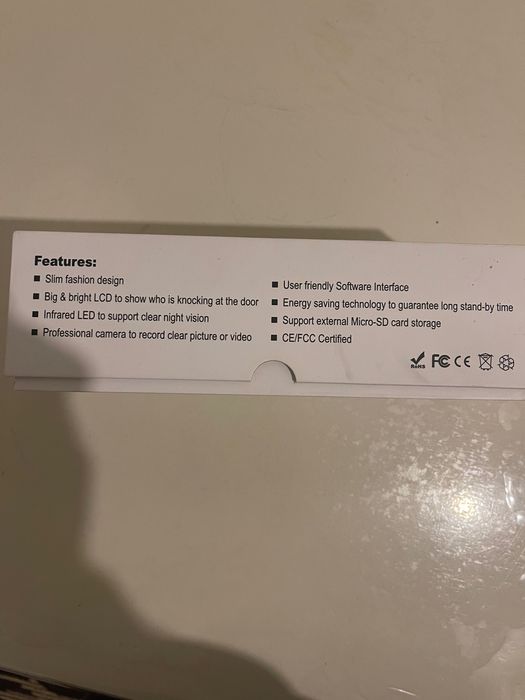 Features:
■ Slim fashion design
■ Big & bright LCD to show who is knocking at the door
■ Infrared LED to support clear night vision
■ Professional camera to record clear picture or video
■ User friendly Software Interface
■ Energy saving technology to guarantee long stand-by time
■ Support external Micro-SD card storage
■ CE/FCC Certified
RoHS FC CE